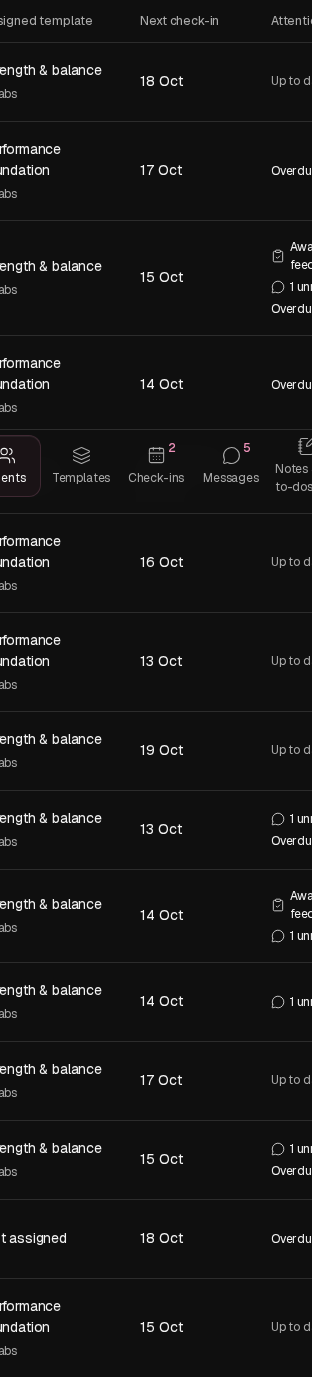 signed template Next check-in Attenti
ength & balance
abs
18 Oct
Up to d
rformance
undation
abs
17 Oct
Overdu
ength & balance
abs
15 Oct
Awa
feed
1 unr
Overdu
rformance
undation
abs
14 Oct
Overdu
ents
Templates
2
Check-ins
5
Messages
Notes
to-dos
rformance
undation
abs
16 Oct
Up to d
rformance
undation
abs
13 Oct
Up to d
ength & balance
abs
19 Oct
Up to d
ength & balance
abs
13 Oct
1 unr
Overdu
ength & balance
abs
14 Oct
Awa
feed
1 unr
ength & balance
abs
14 Oct
1 unr
ength & balance
abs
17 Oct
Up to d
ength & balance
abs
15 Oct
1 unr
Overdu
t assigned
18 Oct
Overdu
rformance
undation
abs
15 Oct
Up to d